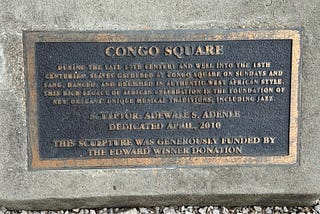 CONGO SQUARE
DURING THE LATE 17TH CENTURY AND WELL INTO THE 18TH
CENTURIES, SLAVES GATHERED AT CONGO SQUARE ON SUNDAYS AND
SANG, DANCED, AND DRUMMED IN AUTHENTIC WEST AFRICAN STYLE.
THIS RICH LEGACY OF AFRICAN CELEBRATION IS THE FOUNDATION OF
NEW ORLEANS' UNIQUE MUSICAL TRADITIONS, INCLUDING JAZZ.
SCULPTOR: ADEWALE S. ADENLE
DEDICATED APRIL, 2010
THE SCULPTURE WAS GENEROUSLY FUNDED BY
THE EDWARD WISNER DONATION